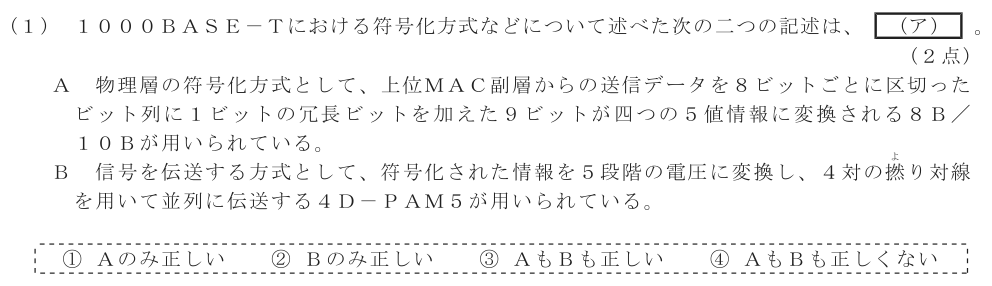 （１）　１０００ＢＡＳＥ－Ｔにおける符号化方式などについて述べた次の二つの記述は、（ア）。
（２点）
Ａ　物理層の符号化方式として、上位ＭＡＣ副層からの送信データを８ビットごとに区切った
ビット列に１ビットの冗長ビットを加えた９ビットが四つの５値情報に変換される８Ｂ／
１０Ｂが用いられている。
Ｂ　信号を伝送する方式として、符号化された情報を５段階の電圧に変換し、４対の撚り対線
よ
を用いて並列に伝送する４Ｄ－ＰＡＭ５が用いられている。
①　Ａのみ正しい　②　Ｂのみ正しい　③　ＡもＢも正しい　④　ＡもＢも正しくない